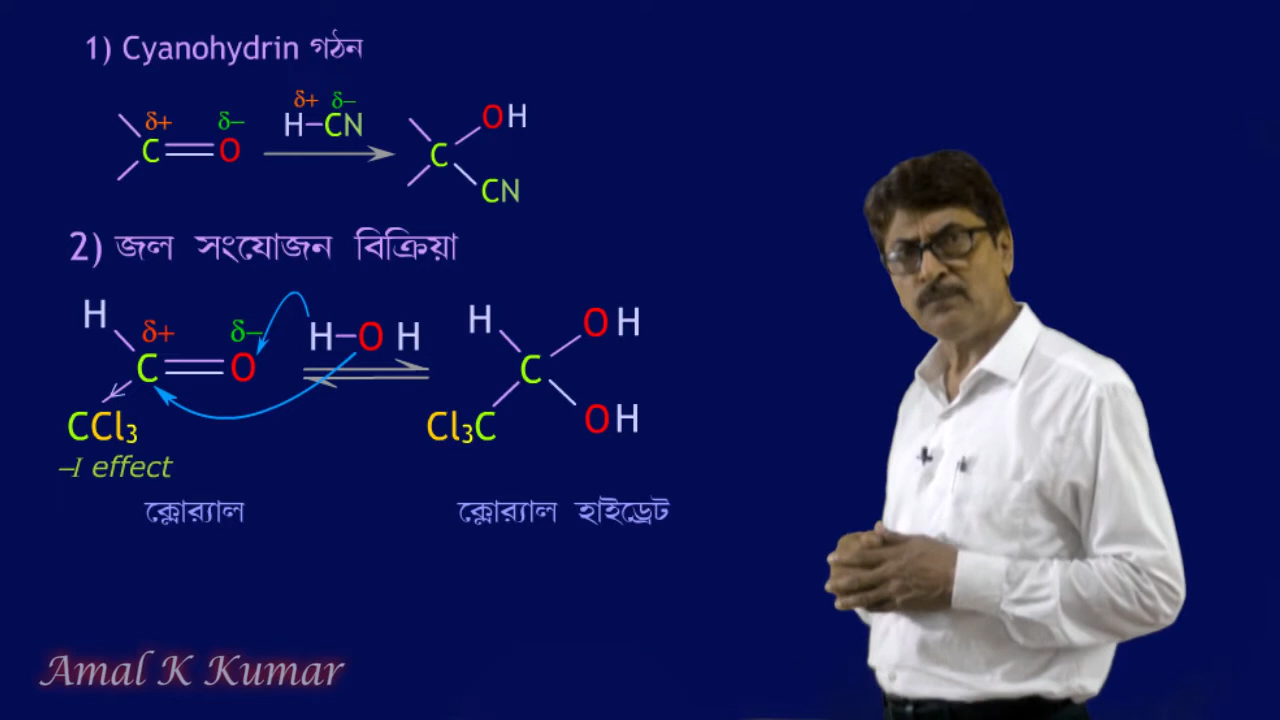 1) Cyanohydrin গঠন
δ+ δ−
δ+ δ−
H−CN
C=O
C
OH
CN
2) জল সংযোজন বিক্রিয়া
H
δ+ δ−
C=O
H−O H
CCl₃
−I effect
H
OH
C
Cl₃C
OH
ক্লোর‍্যাল
ক্লোর‍্যাল হাইড্রেট
Amal K Kumar